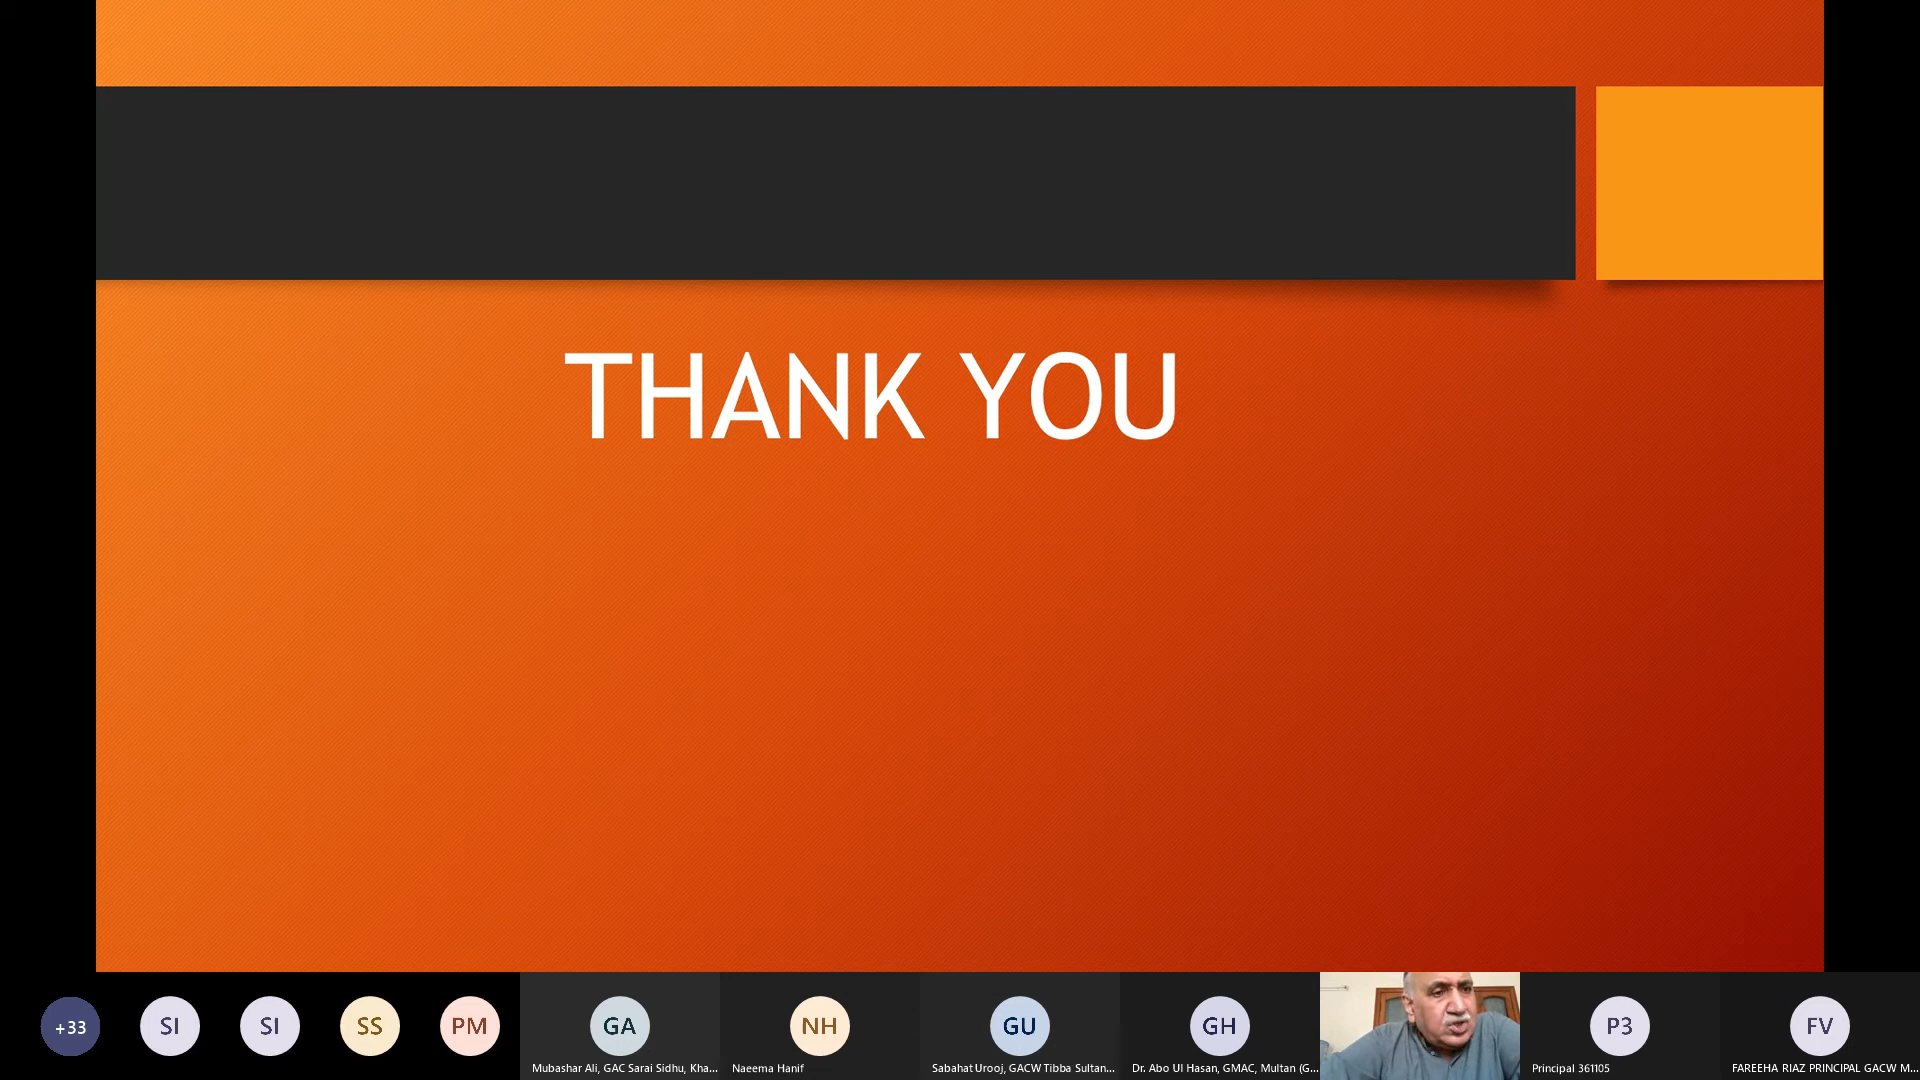 THANK YOU
+33
SI
SI
SS
PM
GA
NH
GU
GH
P3
FV
Mubashar Ali, GAC Sarai Sidhu, Kha...
Naeema Hanif
Sabahat Urooj, GACW Tibba Sultan...
Dr. Abo Ul Hasan, GMAC, Multan (G...
Principal 361105
FAREEHA RIAZ PRINCIPAL GACW M...